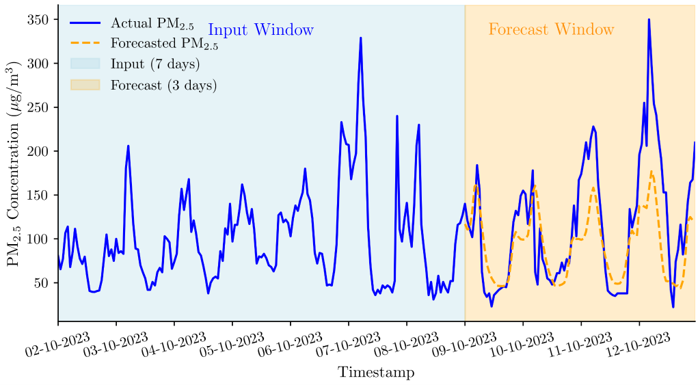 Actual PM2.5
Forecasted PM2.5
Input (7 days)
Forecast (3 days)
Input Window
Forecast Window
PM2.5 Concentration (μg/m³)
350
300
250
200
150
100
50
02-10-2023
03-10-2023
04-10-2023
05-10-2023
06-10-2023
07-10-2023
08-10-2023
09-10-2023
10-10-2023
11-10-2023
12-10-2023
Timestamp